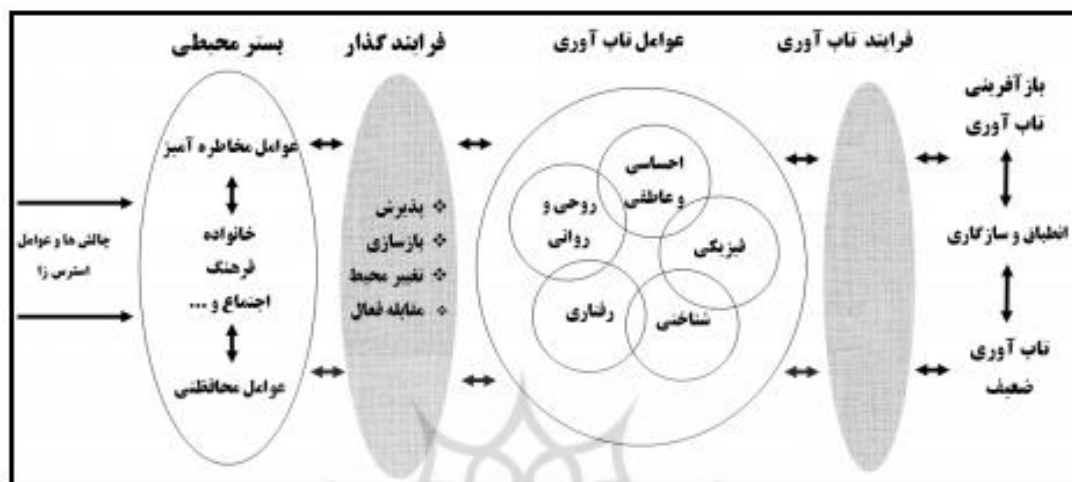 بستر محیطی
فرایند گذار
عوامل تاب آوری
فرایند تاب آوری
چالش ها و عوامل
استرس زا
عوامل مخاطره آمیز
خانواده
فرهنگ
اجتماع و ...
عوامل محافظتی
❖ پذیرش
❖ بازسازی
❖ تغییر محیط
❖ مقابله فعال
احساسی
و عاطفی
روحی و
روانی
فیزیکی
رفتاری
شناختی
باز آفرینی
تاب آوری
انطباق و سازگاری
تاب آوری
ضعیف